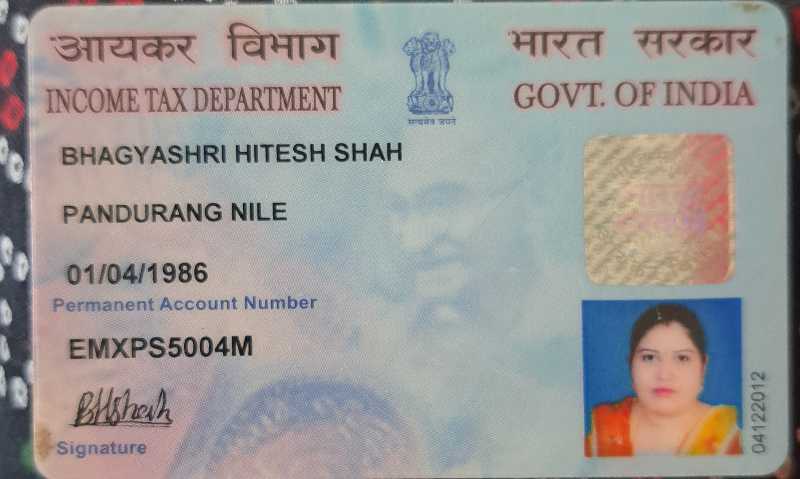 आयकर विभाग भारत सरकार
INCOME TAX DEPARTMENT GOVT. OF INDIA
सत्यमेव जयते
BHAGYASHRI HITESH SHAH
PANDURANG NILE
01/04/1986
Permanent Account Number
EMXPS5004M
BHShah
Signature
04122012